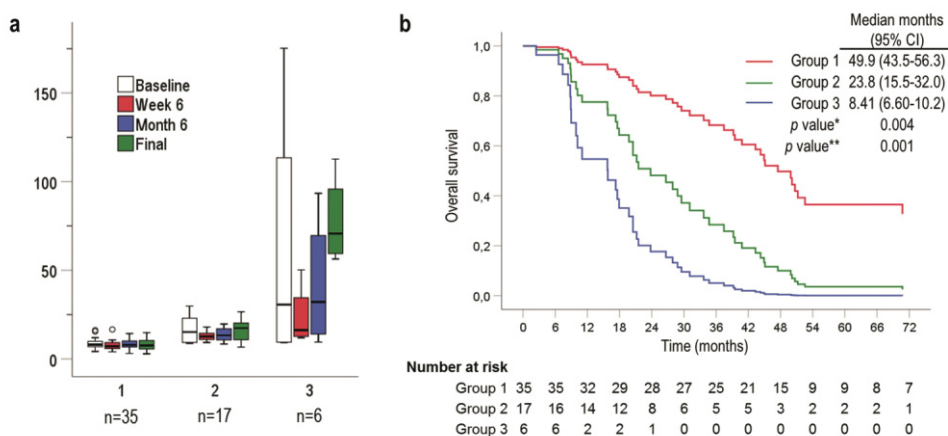 a
150
100
50
0
Baseline
Week 6
Month 6
Final
1
2
3
n=35
n=17
n=6
b
Median months
(95% CI)
Group 1 49.9 (43.5-56.3)
Group 2 23.8 (15.5-32.0)
Group 3 8.41 (6.60-10.2)
p value* 0.004
p value** 0.001
Overall survival
1,0
0,8
0,6
0,4
0,2
0,0
0 6 12 18 24 30 36 42 48 54 60 66 72
Time (months)
Number at risk
Group 1 35 35 32 29 28 27 25 21 15 9 9 8 7
Group 2 17 16 14 12 8 6 5 5 3 2 2 2 1
Group 3 6 6 2 2 1 0 0 0 0 0 0 0 0